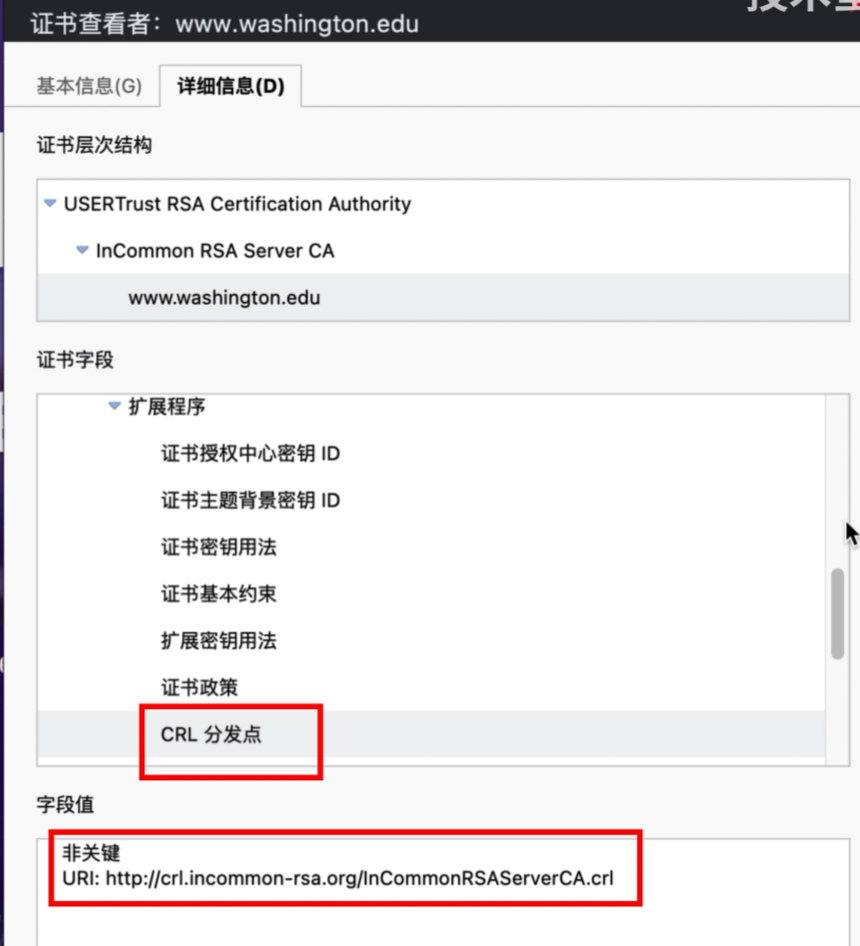 证书查看者：www.washington.edu
基本信息(G)
详细信息(D)
证书层次结构
USERTrust RSA Certification Authority
InCommon RSA Server CA
www.washington.edu
证书字段
扩展程序
证书授权中心密钥 ID
证书主题背景密钥 ID
证书密钥用法
证书基本约束
扩展密钥用法
证书政策
CRL 分发点
字段值
非关键
URI: http://crl.incommon-rsa.org/InCommonRSAServerCA.crl